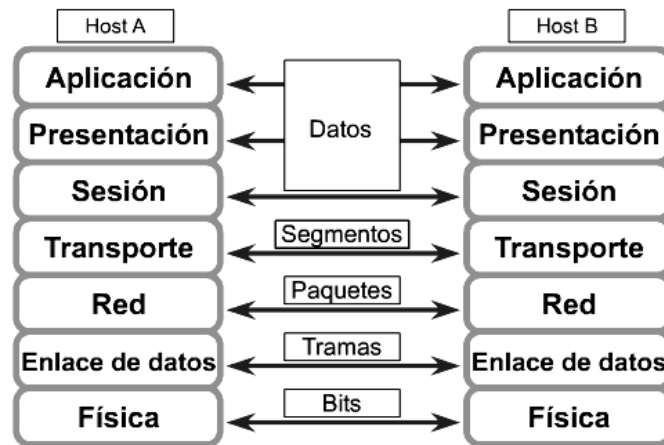 Host A
Host B
Aplicación
Aplicación
Presentación
Datos
Presentación
Sesión
Sesión
Transporte
Segmentos
Transporte
Red
Paquetes
Red
Enlace de datos
Tramas
Enlace de datos
Física
Bits
Física